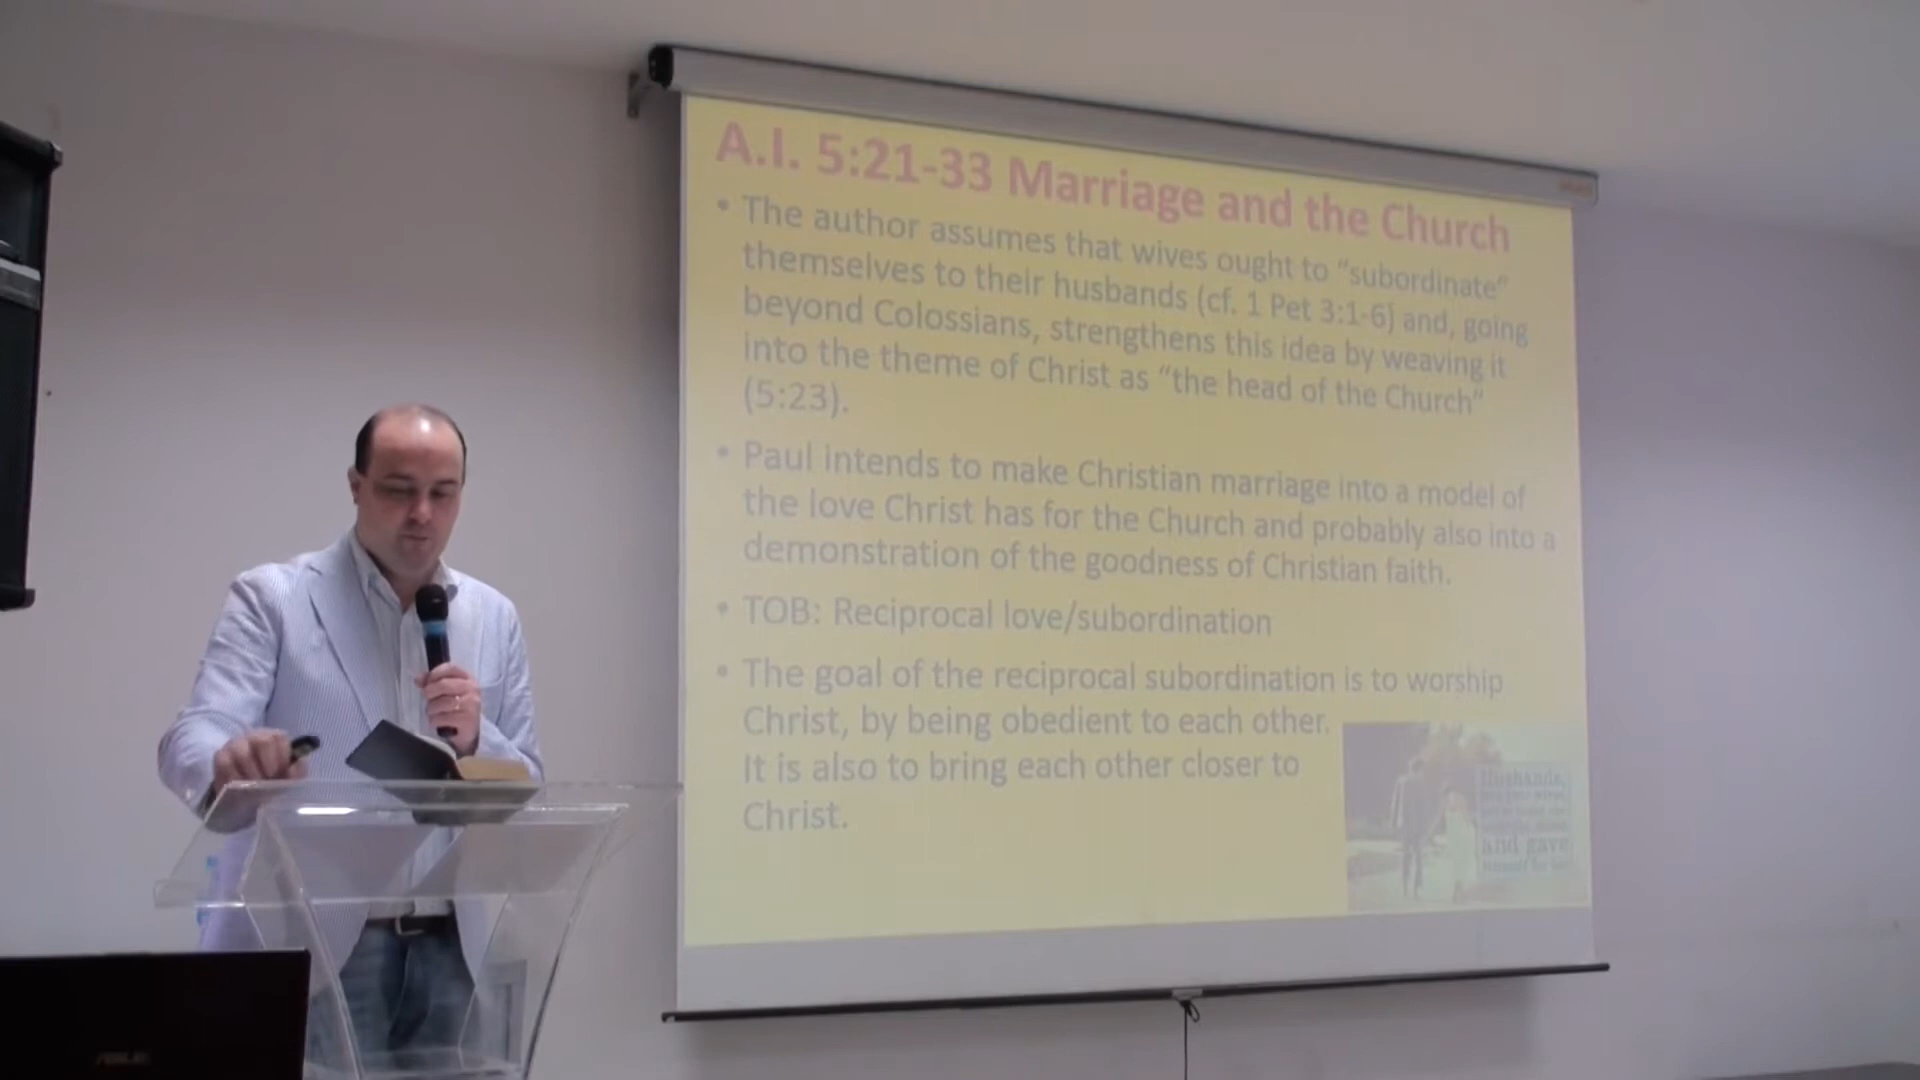 A.I. 5:21-33 Marriage and the Church
• The author assumes that wives ought to “subordinate”
themselves to their husbands (cf. 1 Pet 3:1-6) and, going
beyond Colossians, strengthens this idea by weaving it
into the theme of Christ as “the head of the Church”
(5:23).
• Paul intends to make Christian marriage into a model of
the love Christ has for the Church and probably also into a
demonstration of the goodness of Christian faith.
• TOB: Reciprocal love/subordination
• The goal of the reciprocal subordination is to worship
Christ, by being obedient to each other.
It is also to bring each other closer to
Christ.
Husbands,
and gave
ASUS